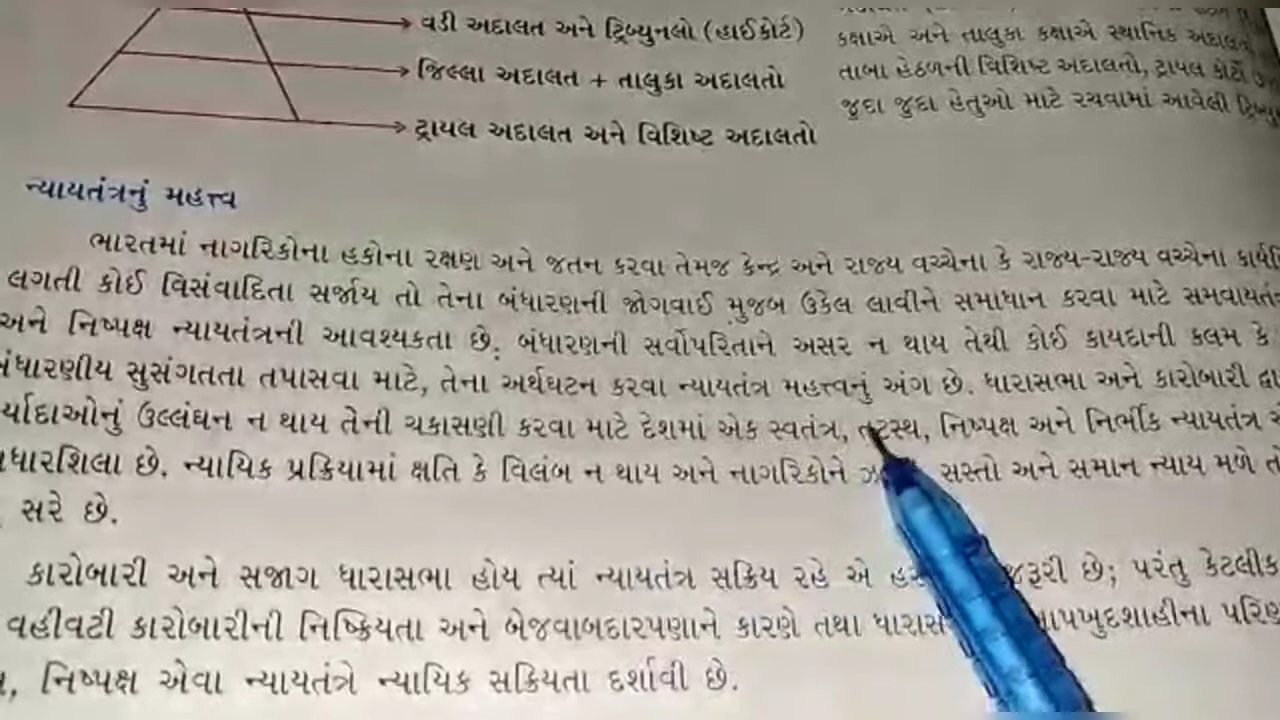 વડી અદાલત અને ટ્રિબ્યુનલો (હાઈકોર્ટ)
જિલ્લા અદાલત + તાલુકા અદાલતો
ટ્રાયલ અદાલત અને વિશિષ્ટ અદાલતો
કક્ષાએ અને તાલુકા કક્ષાએ સ્થાનિક અદાલત
તાબા હેઠળની વિશિષ્ટ અદાલતો, ટ્રાયલ કોર્ટો
જુદા જુદા હેતુઓ માટે રચવામાં આવેલી
ન્યાયતંત્રનું મહત્ત્વ
ભારતમાં નાગરિકોના હકોના રક્ષણ અને જતન કરવા તેમજ કેન્દ્ર અને રાજ્ય વચ્ચેના કે રાજ્ય-રાજ્ય વચ્ચેના
લગતી કોઈ વિસંવાદિતા સર્જાય તો તેના બંધારણની જોગવાઈ મુજબ ઉકેલ લાવીને સમાધાન કરવા માટે
અને નિષ્પક્ષ ન્યાયતંત્રની આવશ્યકતા છે. બંધારણની સર્વોપરિતાને અસર ન થાય તેથી કોઈ કાયદાની કલમ કે
બંધારણીય સુસંગતતા તપાસવા માટે, તેના અર્થઘટન કરવા ન્યાયતંત્ર મહત્ત્વનું અંગ છે. ધારાસભા અને કારોબારી
ર્યાદાઓનું ઉલ્લંઘન ન થાય તેની ચકાસણી કરવા માટે દેશમાં એક સ્વતંત્ર, તટસ્થ, નિષ્પક્ષ અને નિર્ભીક ન્યાયતંત્ર
ધારશિલા છે. ન્યાયિક પ્રક્રિયામાં ક્ષતિ કે વિલંબ ન થાય અને નાગરિકોને સસ્તો અને સમાન ન્યાય મળે
સરે છે.
કારોબારી અને સજાગ ધારાસભા હોય ત્યાં ન્યાયતંત્ર સક્રિય રહે એ જરૂરી છે; પરંતુ કેટલીક
વહીવટી કારોબારીની નિષ્ક્રિયતા અને બેજવાબદારપણાને કારણે તથા આપખુદશાહીના
નિષ્પક્ષ એવા ન્યાયતંત્રે ન્યાયિક સક્રિયતા દર્શાવી છે.